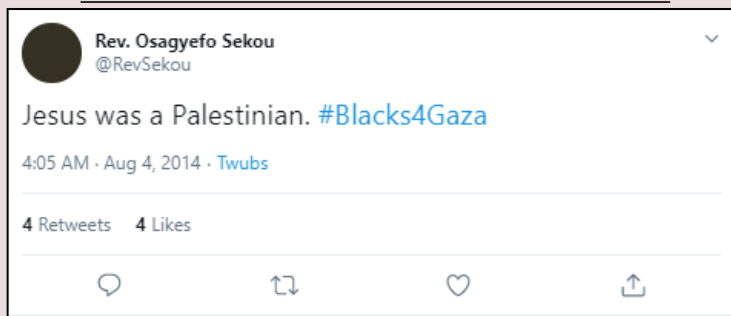 Rev. Osagyefo Sekou
@RevSekou
Jesus was a Palestinian. #Blacks4Gaza
4:05 AM · Aug 4, 2014 · Twubs
4 Retweets 4 Likes